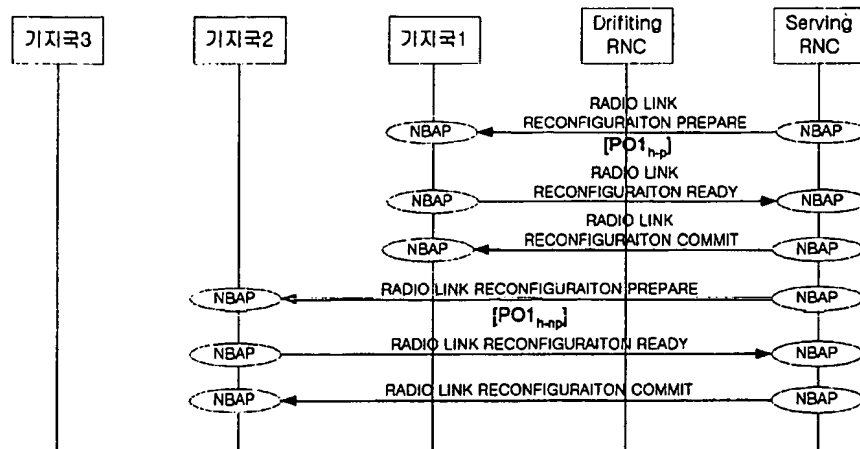 기지국3
기지국2
기지국1
Drifiting
RNC
Serving
RNC
RADIO LINK
RECONFIGURAITON PREPARE
NBAP
NBAP
[PO1h-p]
RADIO LINK
RECONFIGURAITON READY
NBAP
NBAP
RADIO LINK
RECONFIGURAITON COMMIT
NBAP
NBAP
RADIO LINK RECONFIGURAITON PREPARE
NBAP
NBAP
[PO1h-np]
RADIO LINK RECONFIGURAITON READY
NBAP
NBAP
RADIO LINK RECONFIGURAITON COMMIT
NBAP
NBAP